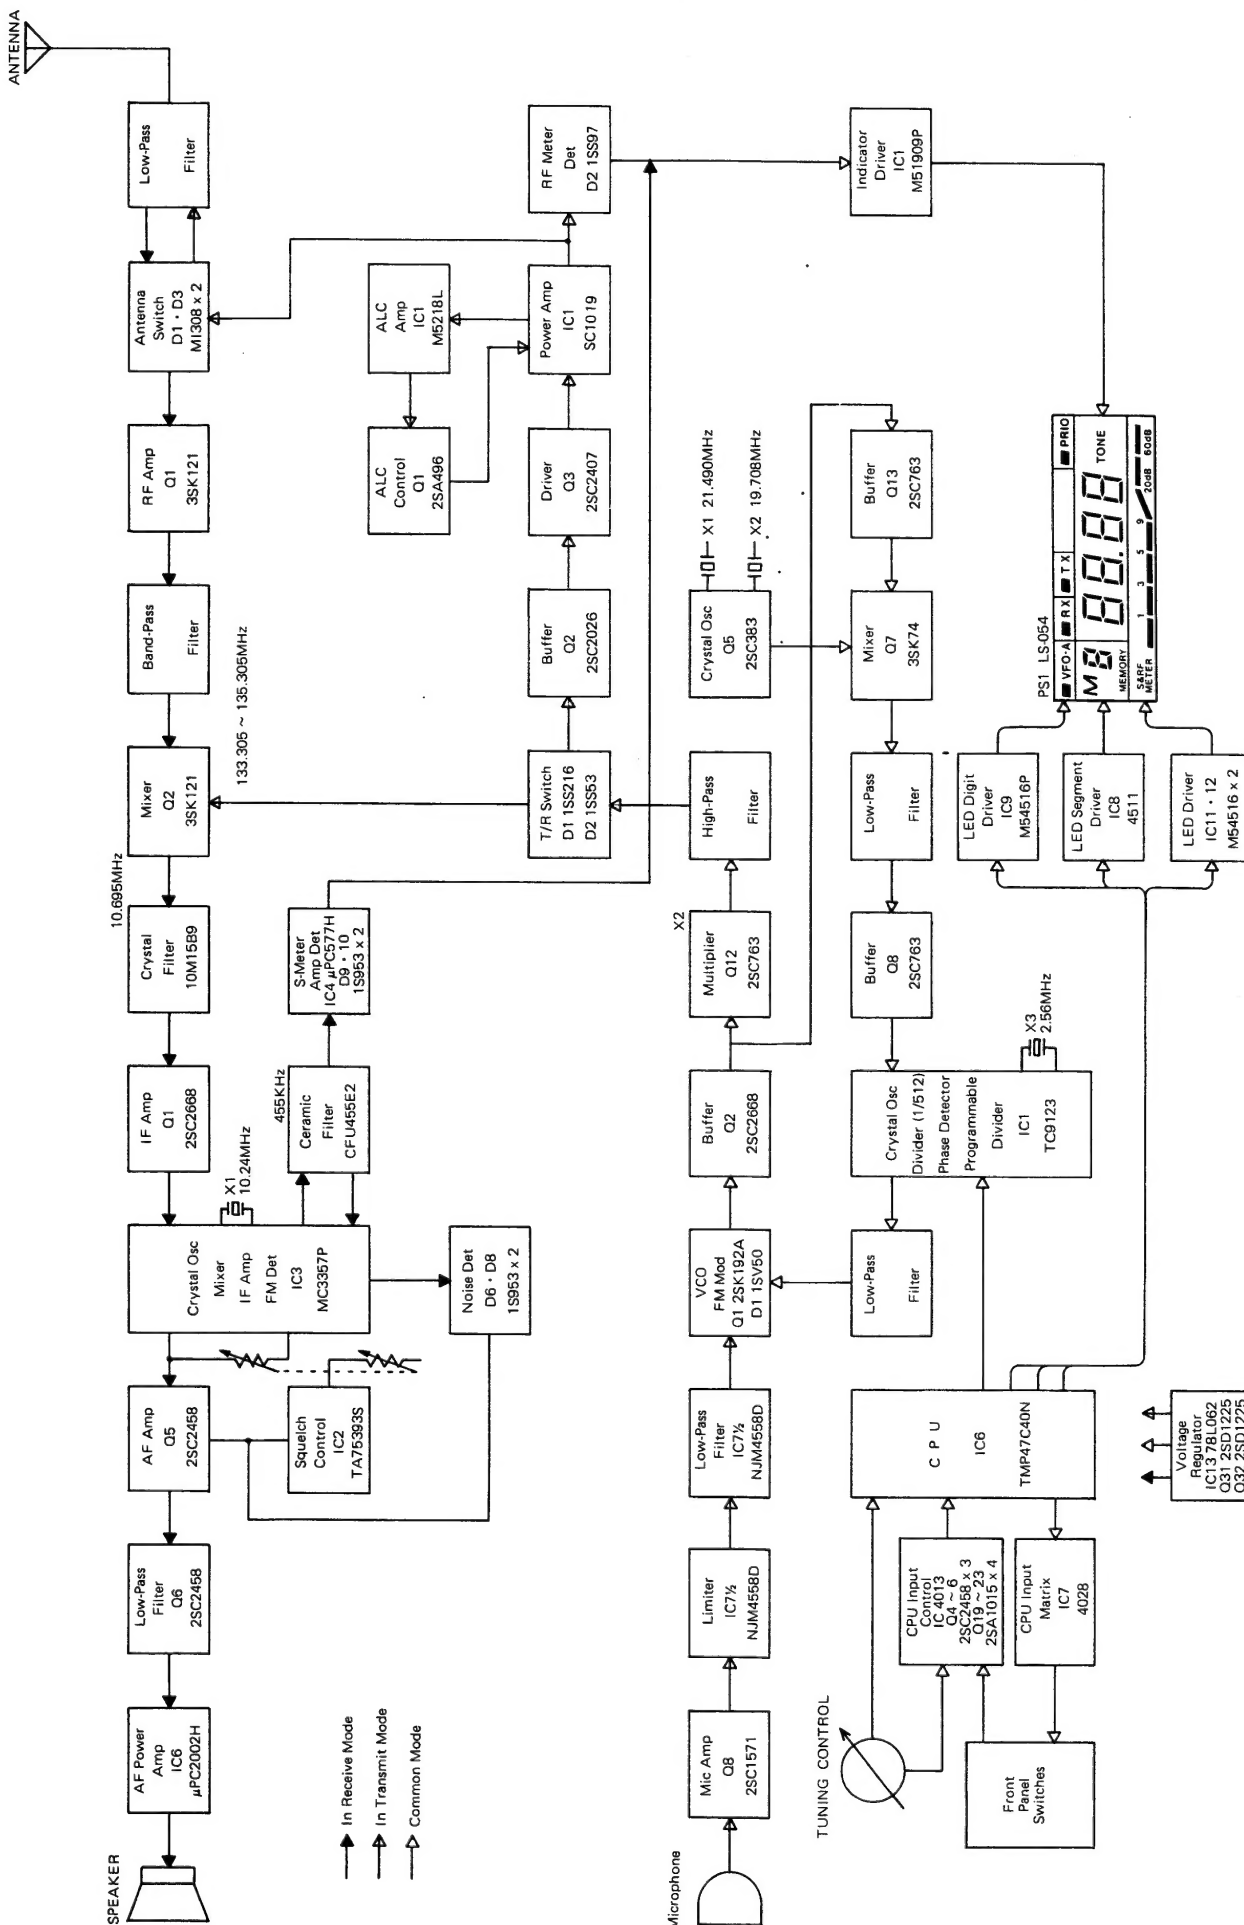 ANTENNA
Low-Pass
Filter
Antenna
Switch
D1 · D3
MI308 x 2
RF Amp
Q1
3SK121
Band-Pass
Filter
Mixer
Q2
3SK121
133.305 ~ 135.305MHz
10.695MHz
Crystal
Filter
10M15B9
IF Amp
Q1
2SC2668
Crystal Osc
Mixer
IF Amp
FM Det
IC3
MC3357P
X1
10.24MHz
455KHz
Ceramic
Filter
CFU455E2
S-Meter
Amp Det
IC4 μPC577H
D9 · 10
1S953 x 2
Noise Det
D6 · D8
1S953 x 2
AF Amp
Q5
2SC2458
Squelch
Control
IC2
TA75393S
Low-Pass
Filter
Q6
2SC2458
AF Power
Amp
IC6
μPC2002H
SPEAKER
In Receive Mode
In Transmit Mode
Common Mode
RF Meter
Det
D2 1SS97
ALC
Amp
IC1
M5218L
Power Amp
IC1
SC1019
ALC
Control
Q1
2SA496
Driver
Q3
2SC2407
Buffer
Q2
2SC2026
T/R Switch
D1 1SS216
D2 1SS53
Indicator
Driver
IC1
M51909P
High-Pass
Filter
X2
Multiplier
Q12
2SC763
Buffer
Q2
2SC2668
VCO
FM Mod
Q1 2SK192A
D1 1SV50
Low-Pass
Filter
IC7½
NJM4558D
Limiter
IC7½
NJM4558D
Mic Amp
Q8
2SC1571
Microphone
X1 21.490MHz
X2 19.708MHz
Crystal Osc
Q5
2SC383
Buffer
Q13
2SC763
Mixer
Q7
3SK74
Low-Pass
Filter
Buffer
Q8
2SC763
Crystal Osc
Divider (1/512)
Phase Detector
Programmable
Divider
IC1
TC9123
X3
2.56MHz
Low-Pass
Filter
CPU
IC6
TMP47C40N
CPU Input
Control
IC 4013
Q4 ~ 6
2SC2458 x 3
Q19 ~ 23
2SA1015 x 4
CPU Input
Matrix
IC7
4028
TUNING CONTROL
Front
Panel
Switches
PS1 LS-054
VFO-A RX TX PRIO
M8 88.88 TONE
MEMORY
S&RF
METER
1 3 5 9 20dB 60dB
LED Digit
Driver
IC9
M54516P
LED Segment
Driver
IC8
4511
LED Driver
IC11 · 12
M54516 x 2
Voltage
Regulator
IC13 78L062
Q31 2SD1225
Q32 2SD1225